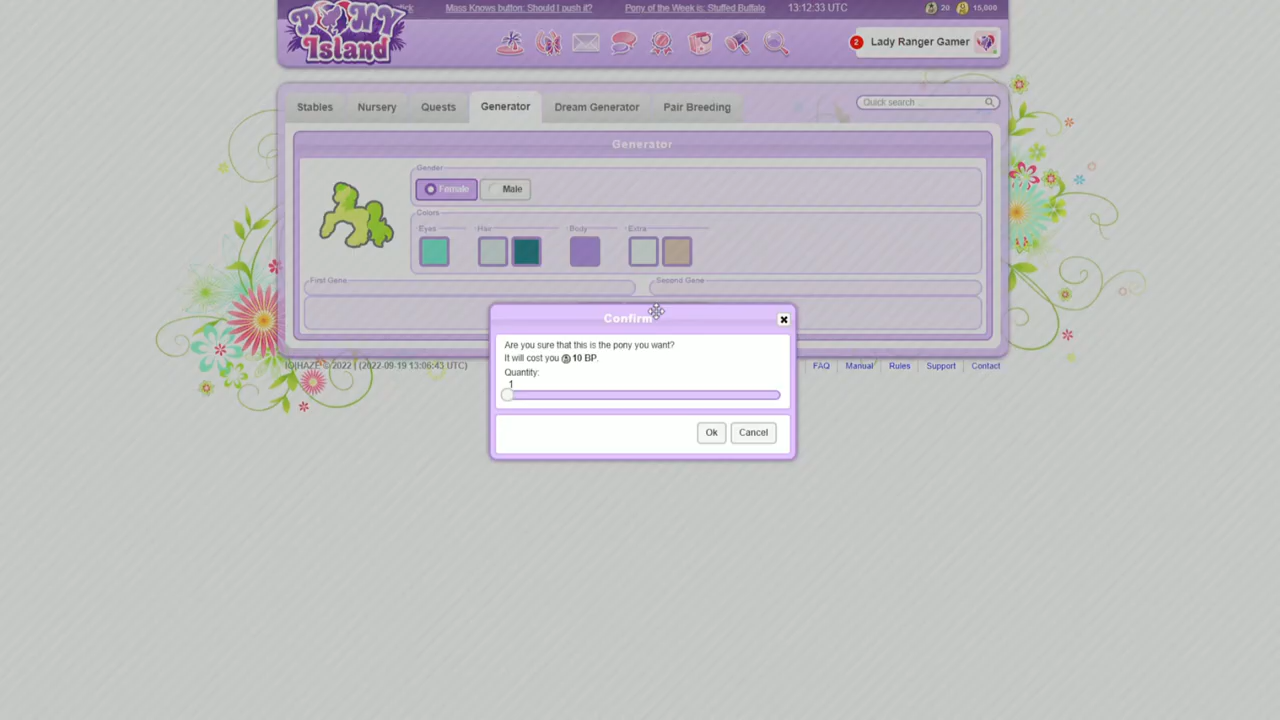 Mass Knows button: Should I push it?
Pony of the Week is: Stuffed Buffalo
13:12:33 UTC
20
15,000
PONY
Island
2
Lady Ranger Gamer
Stables
Nursery
Quests
Generator
Dream Generator
Pair Breeding
Quick search ...
Generator
Gender
Female
Male
Colors
Eyes
Hair
Body
Extra
First Gene
Second Gene
Confirm
Are you sure that this is the pony you want?
It will cost you 10 BP.
Quantity:
1
Ok
Cancel
©2022 | (2022-09-19 13:06:43 UTC)
FAQ
Manual
Rules
Support
Contact